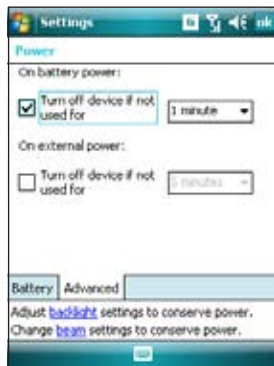 Settings
ok
Power
On battery power:
Turn off device if not used for
1 minute
On external power:
Turn off device if not used for
5 minutes
Battery Advanced
Adjust backlight settings to conserve power.
Change beam settings to conserve power.